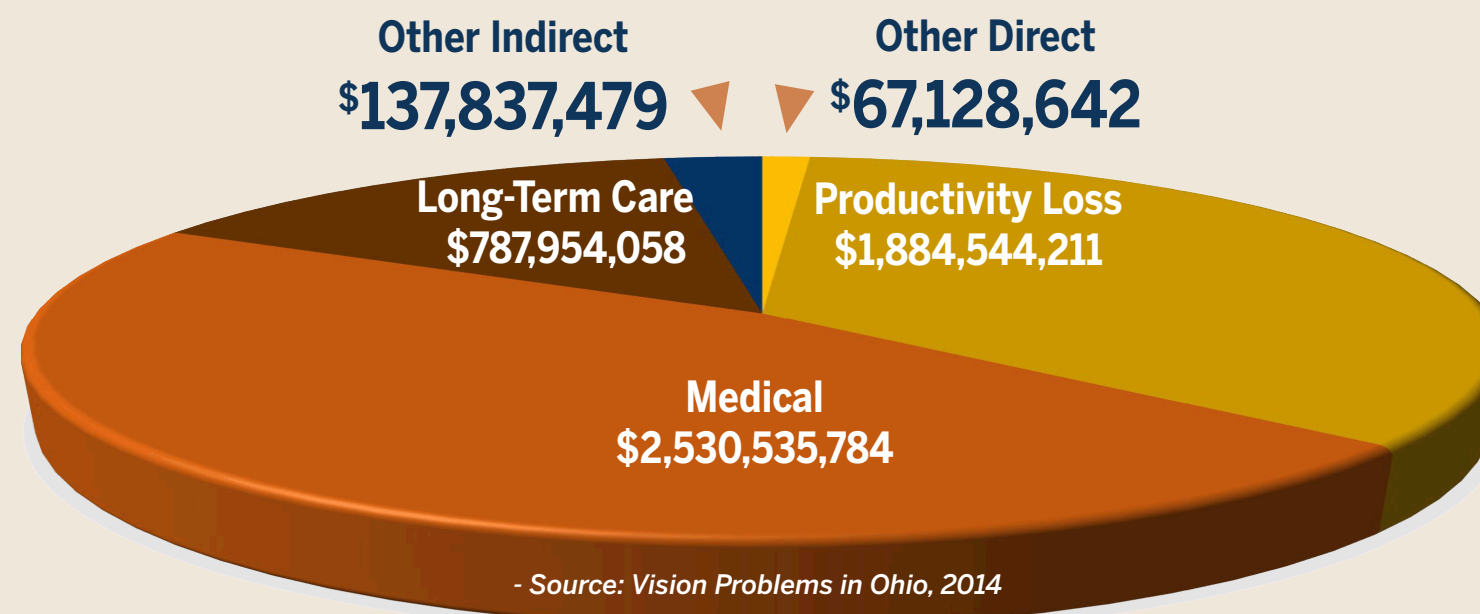 Other Indirect
$137,837,479
Other Direct
$67,128,642
Long-Term Care
$787,954,058
Productivity Loss
$1,884,544,211
Medical
$2,530,535,784
- Source: Vision Problems in Ohio, 2014